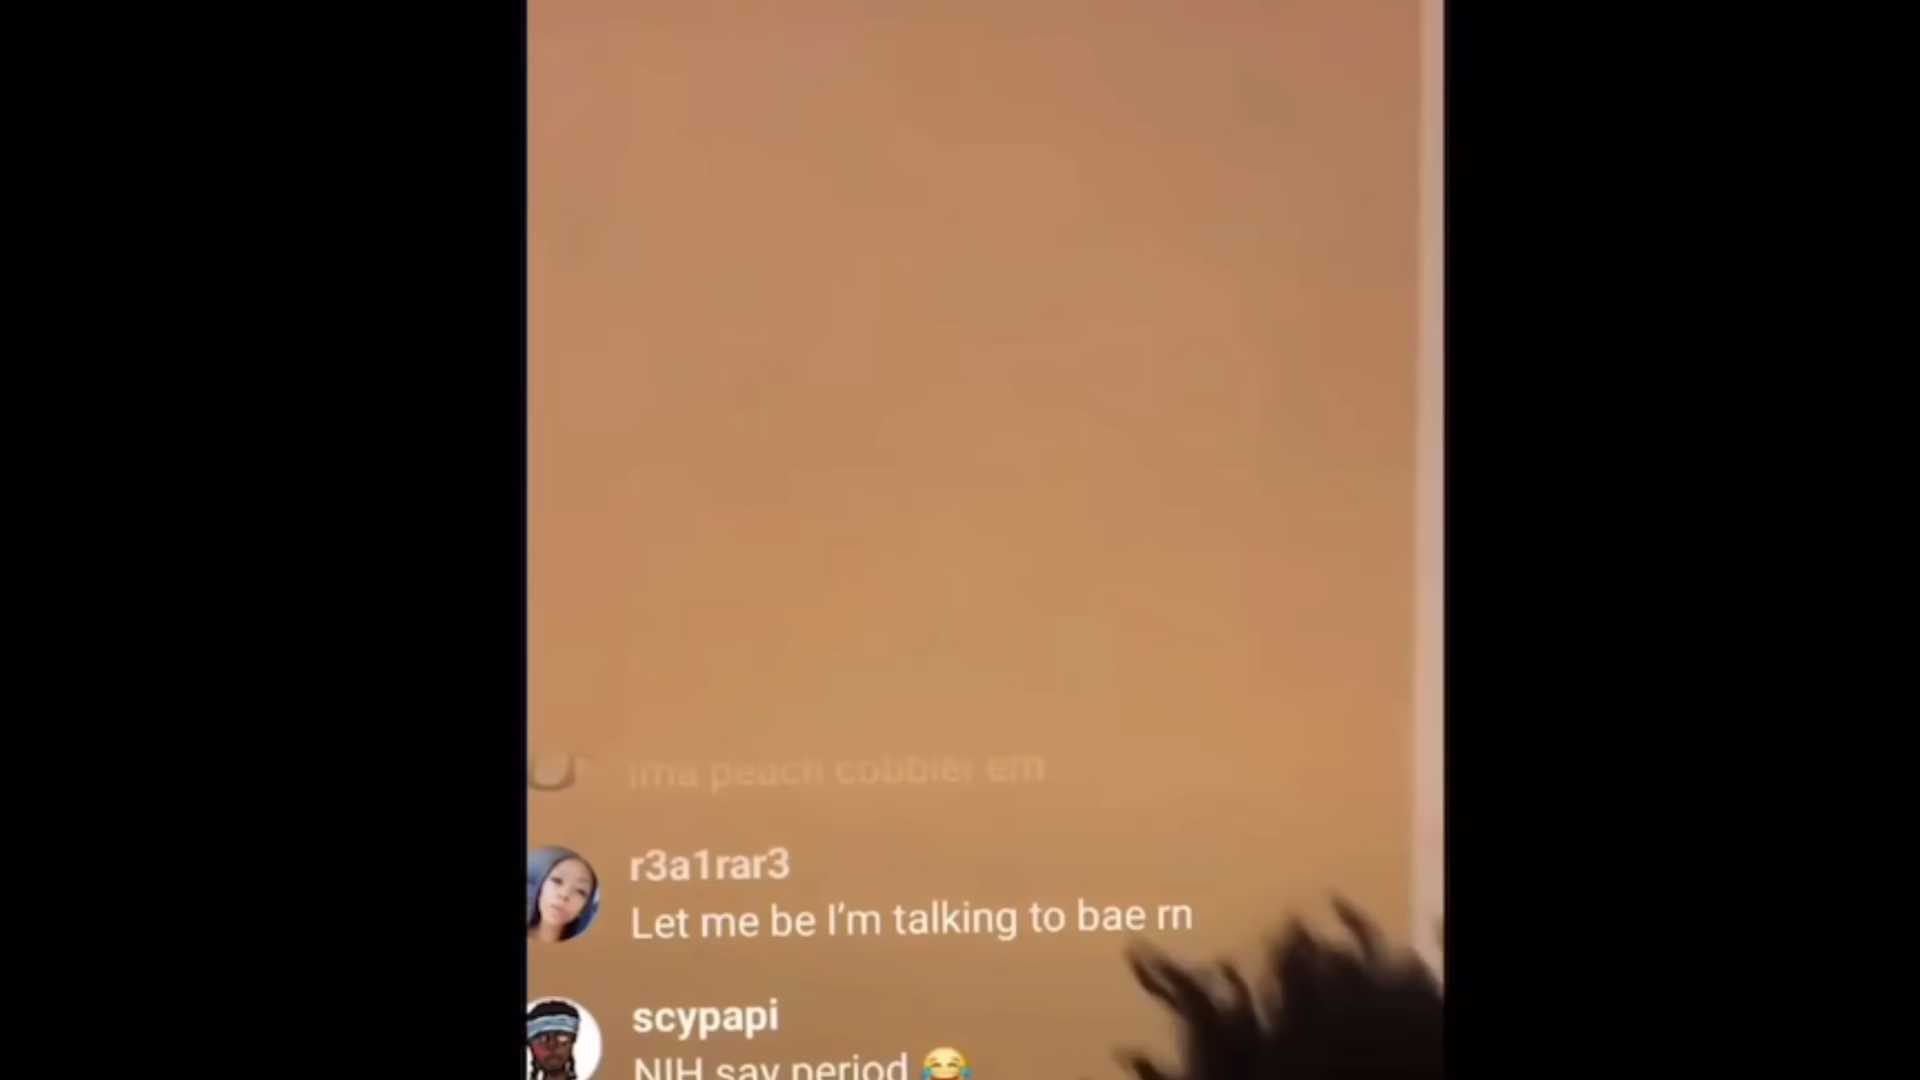 ima peach cobbler em
r3a1rar3
Let me be I'm talking to bae rn
scypapi
NIH say period 😂